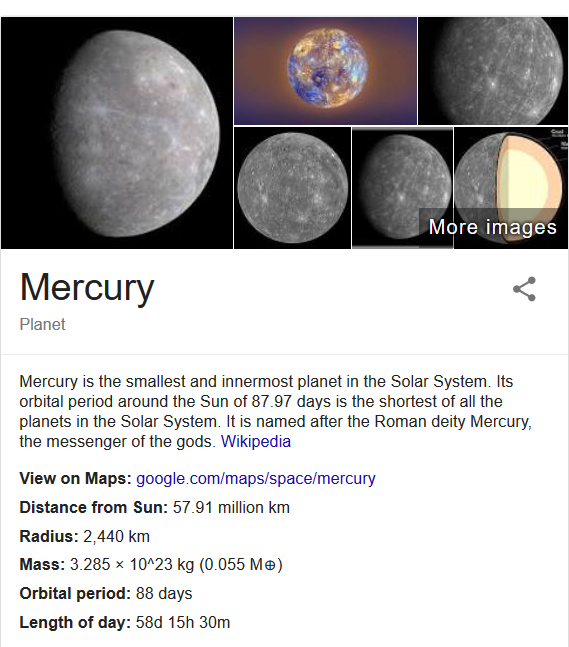 More images
Mercury
Planet
Mercury is the smallest and innermost planet in the Solar System. Its
orbital period around the Sun of 87.97 days is the shortest of all the
planets in the Solar System. It is named after the Roman deity Mercury,
the messenger of the gods. Wikipedia
View on Maps: google.com/maps/space/mercury
Distance from Sun: 57.91 million km
Radius: 2,440 km
Mass: 3.285 × 10^23 kg (0.055 M⊕)
Orbital period: 88 days
Length of day: 58d 15h 30m